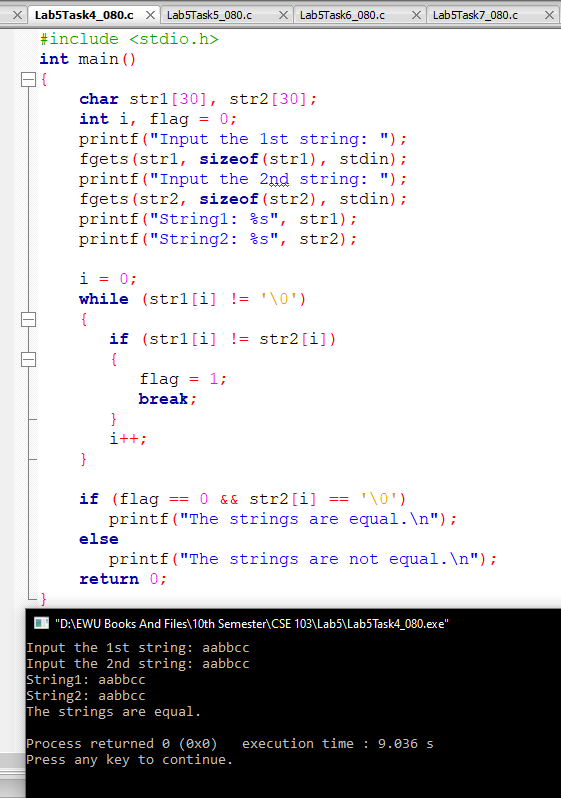 Lab5Task4_080.c Lab5Task5_080.c Lab5Task6_080.c Lab5Task7_080.c
#include <stdio.h>
int main()
{
    char str1[30], str2[30];
    int i, flag = 0;
    printf("Input the 1st string: ");
    fgets(str1, sizeof(str1), stdin);
    printf("Input the 2nd string: ");
    fgets(str2, sizeof(str2), stdin);
    printf("String1: %s", str1);
    printf("String2: %s", str2);

    i = 0;
    while (str1[i] != '\0')
    {
       if (str1[i] != str2[i])
       {
          flag = 1;
          break;
       }
       i++;
    }

    if (flag == 0 && str2[i] == '\0')
       printf("The strings are equal.\n");
    else
       printf("The strings are not equal.\n");
    return 0;
}
"D:\EWU Books And Files\10th Semester\CSE 103\Lab5\Lab5Task4_080.exe"
Input the 1st string: aabbcc
Input the 2nd string: aabbcc
String1: aabbcc
String2: aabbcc
The strings are equal.

Process returned 0 (0x0)   execution time : 9.036 s
Press any key to continue.